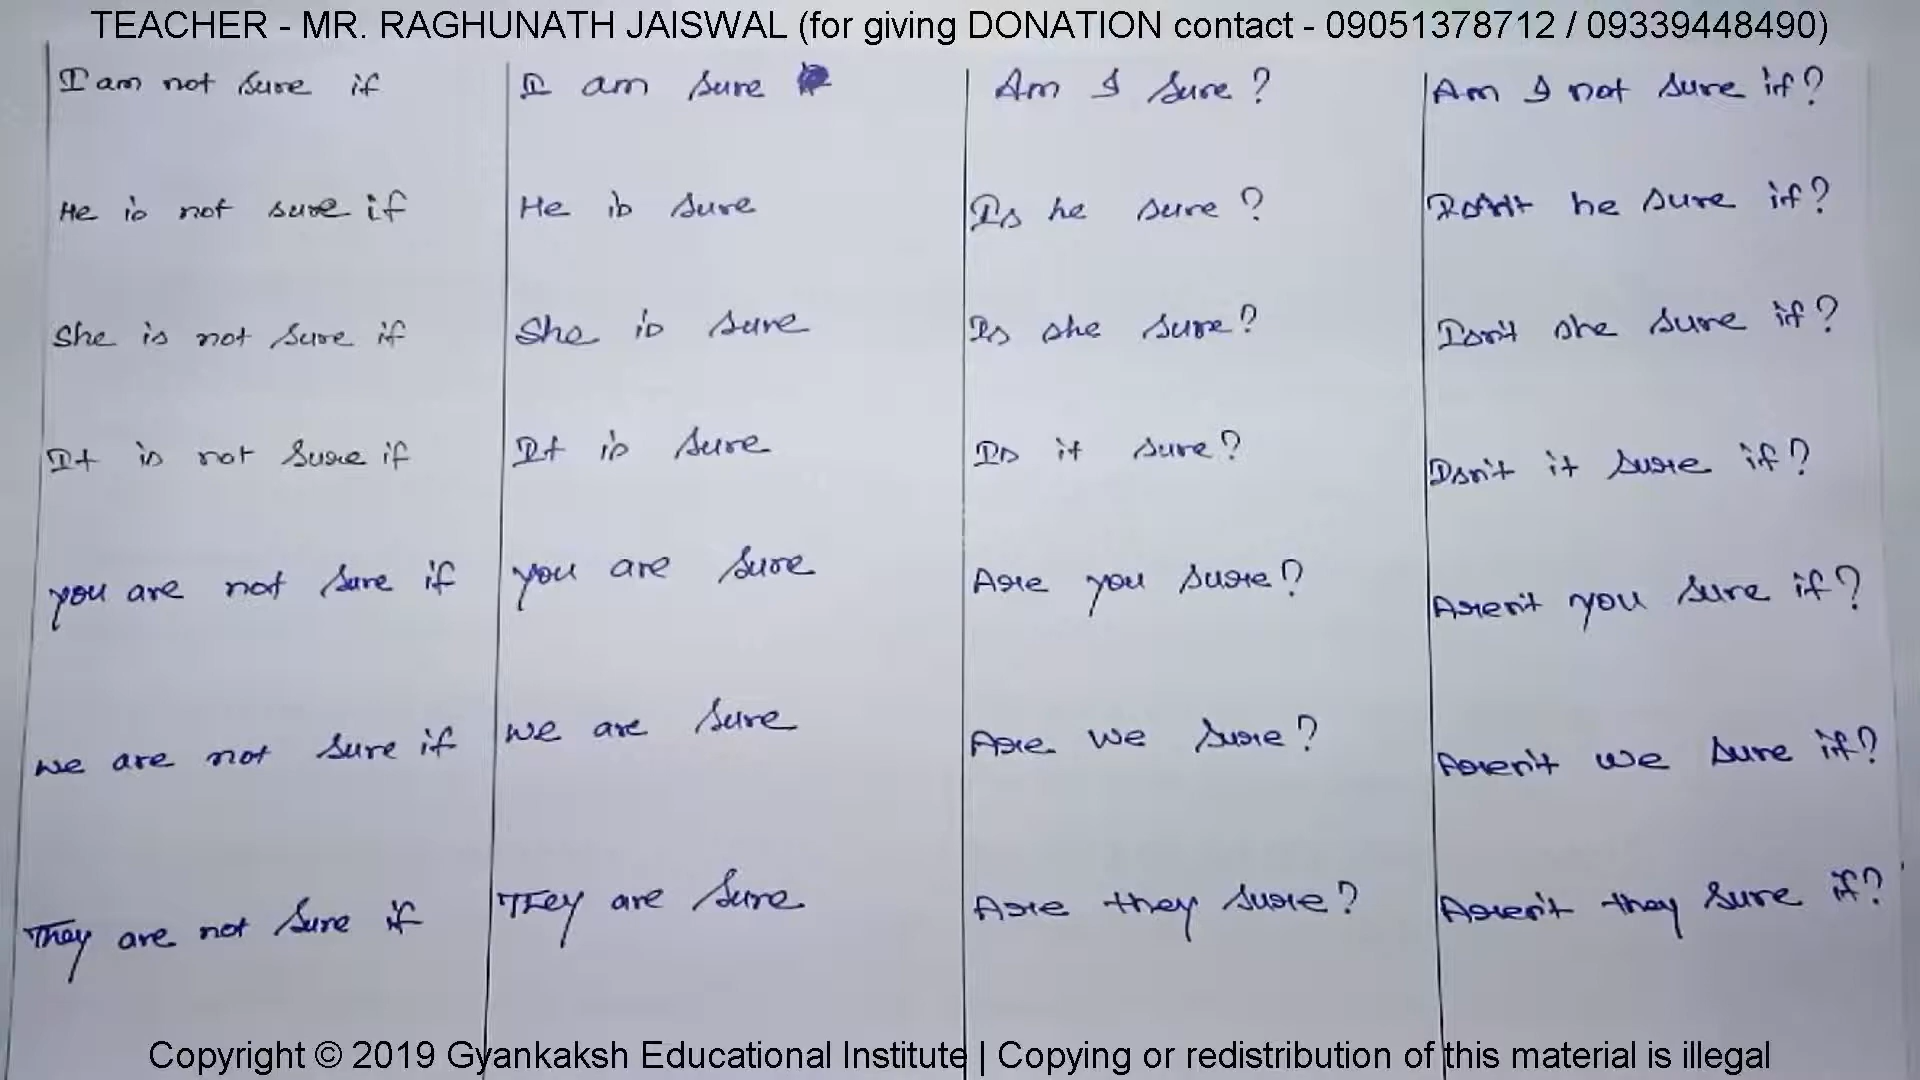 TEACHER - MR. RAGHUNATH JAISWAL (for giving DONATION contact - 09051378712 / 09339448490)
I am not sure if
I am sure
Am I sure?
Am I not sure if?
He is not sure if
He is sure
Is he sure?
Isn't he sure if?
She is not sure if
She is sure
Is she sure?
Isn't she sure if?
It is not sure if
It is sure
Is it sure?
Isn't it sure if?
you are not sure if
you are sure
Are you sure?
Aren't you sure if?
we are not sure if
we are sure
Are we sure?
Aren't we sure if?
They are not sure if
They are sure
Are they sure?
Aren't they sure if?
Copyright © 2019 Gyankaksh Educational Institute | Copying or redistribution of this material is illegal